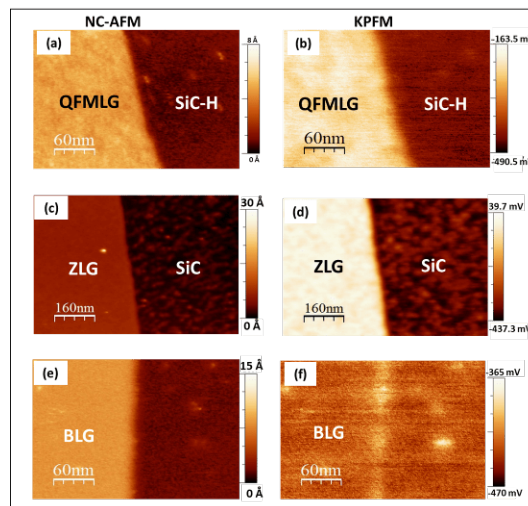 NC-AFM
KPFM
(a)
QFMLG
SiC-H
60nm
8 Å
0 Å
(b)
QFMLG
SiC-H
60nm
-163.5 m
-490.5 m
(c)
ZLG
SiC
160nm
30 Å
0 Å
(d)
ZLG
SiC
160nm
39.7 mV
-437.3 mV
(e)
BLG
60nm
15 Å
0 Å
(f)
BLG
60nm
-365 mV
-470 mV